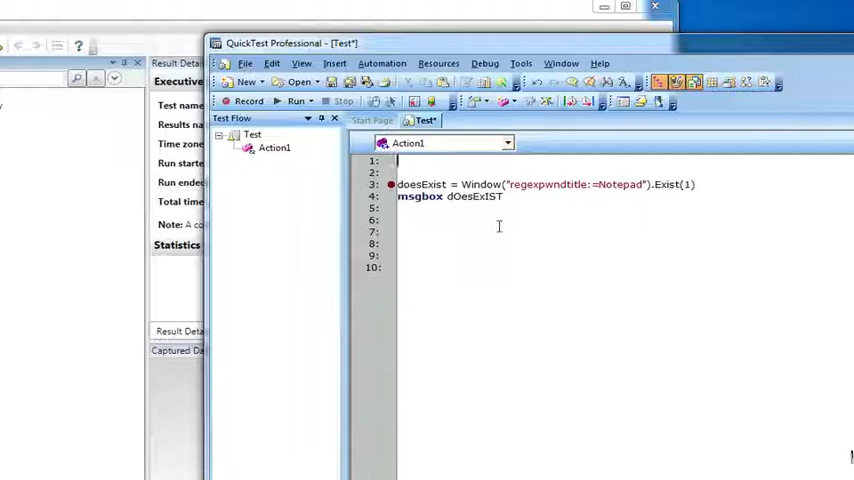 QuickTest Professional - [Test*]
File Edit View Insert Automation Resources Debug Tools Window Help
New Open
Record Run Stop
Test Flow
Test
Action1
Start Page Test*
Action1
1:
2:
3: doesExist = Window("regexpwndtitle:=Notepad").Exist(1)
4: msgbox dOesExIST
5:
6:
7:
8:
9:
10:
Result Deta
Executive
Test name
Results na
Time zone
Run starte
Run ended
Total time
Note: A c
Statistics
Result Deta
Captured Da